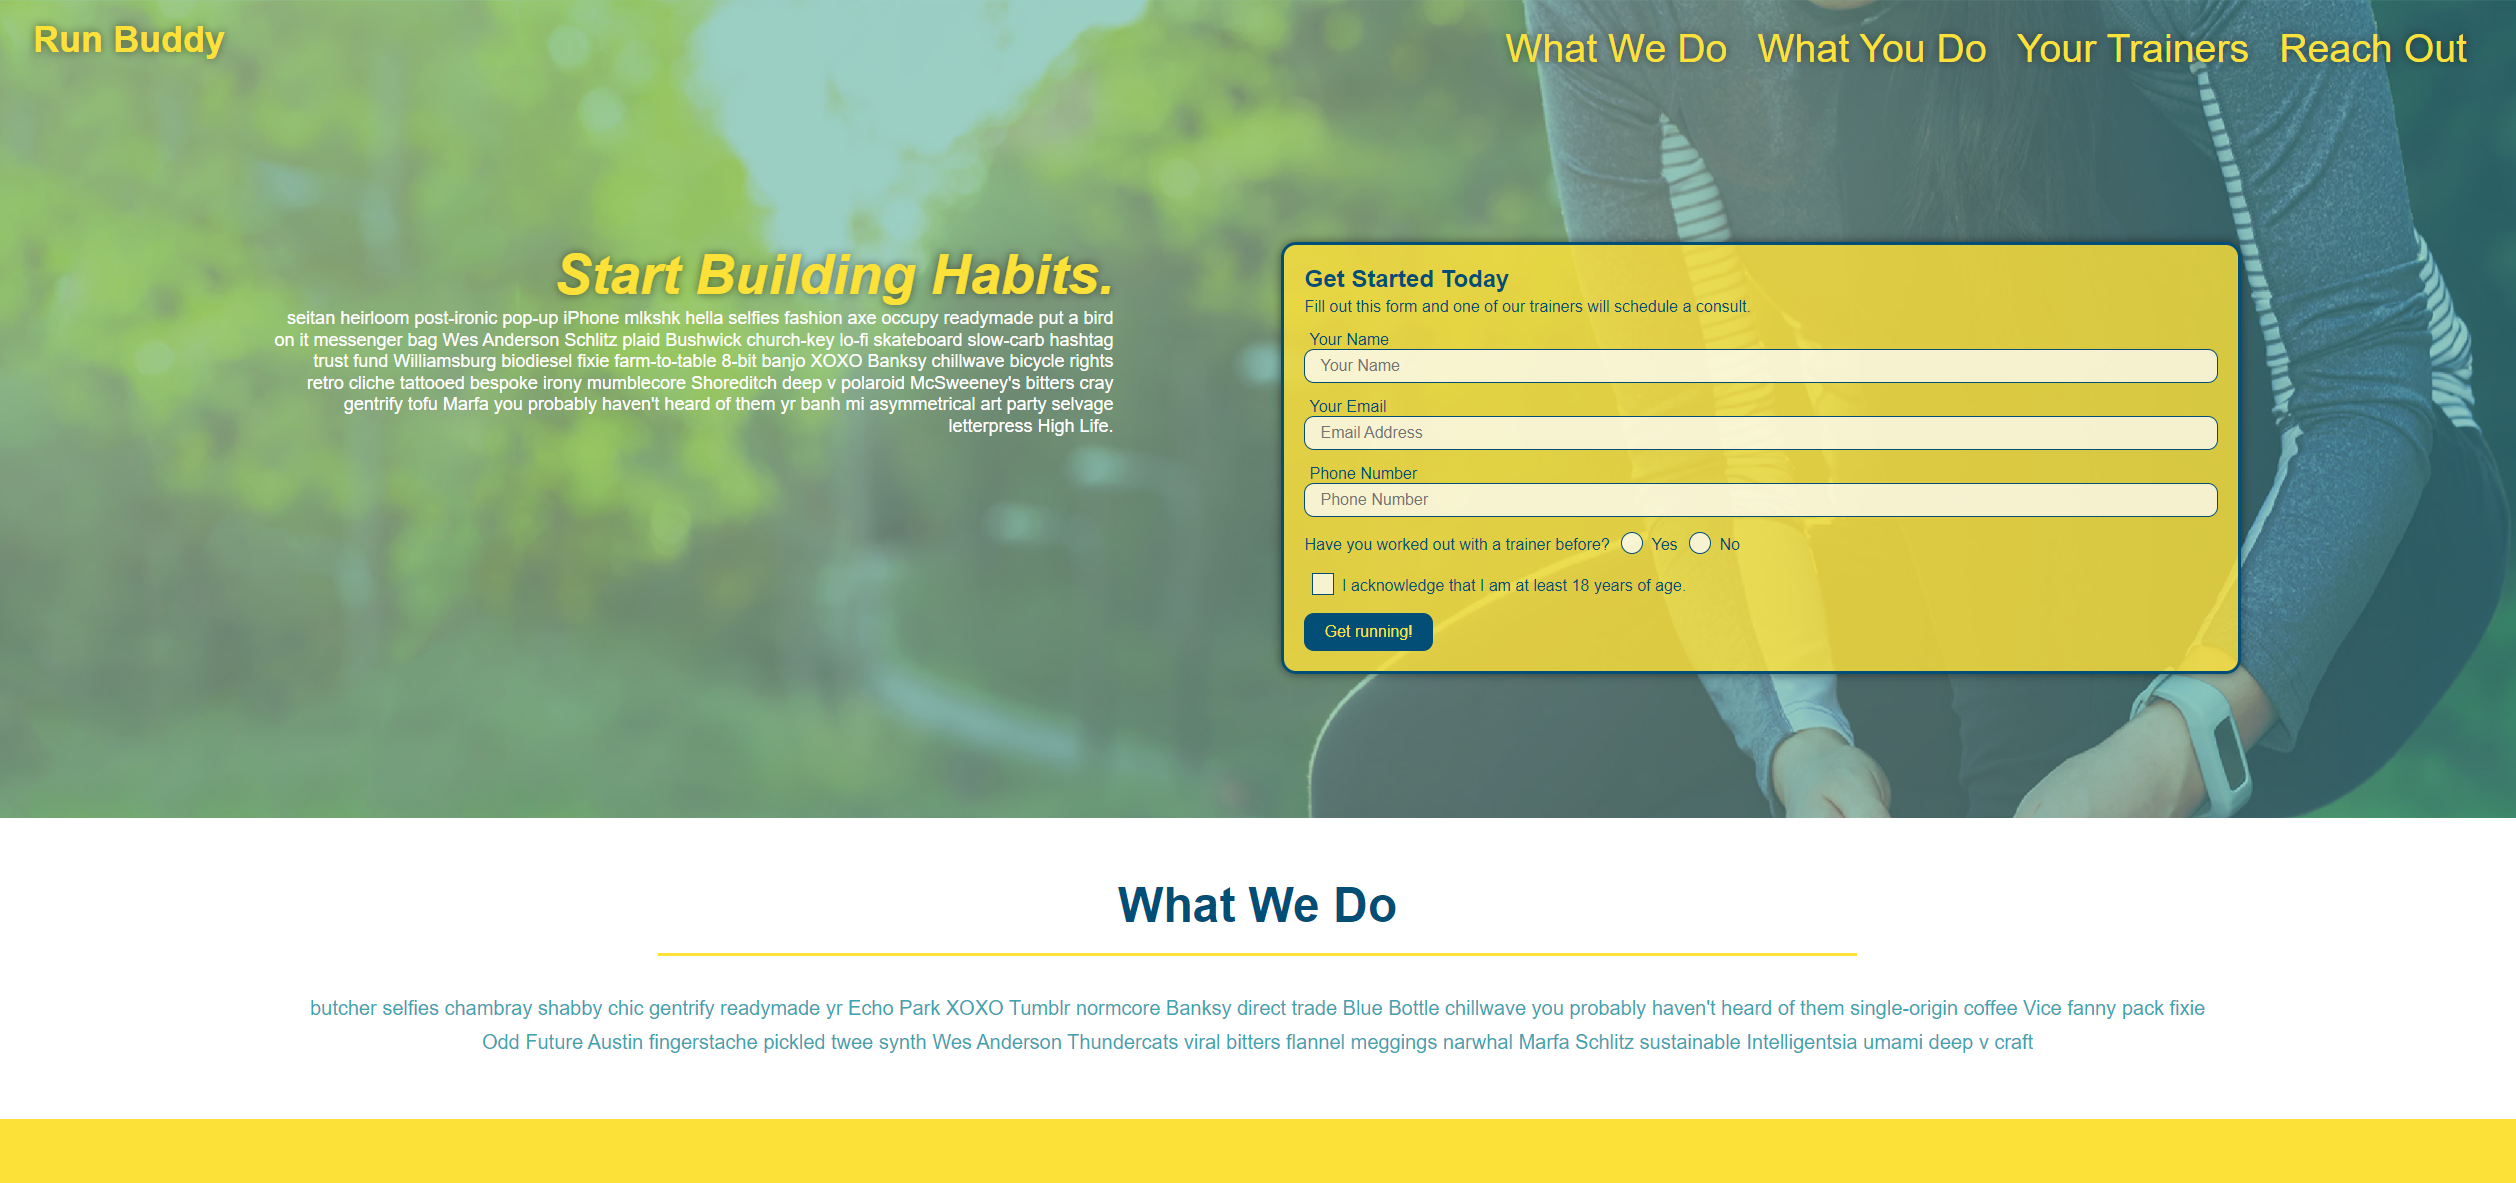 Run Buddy
What We Do What You Do Your Trainers Reach Out
Start Building Habits.
seitan heirloom post-ironic pop-up iPhone mlkshk hella selfies fashion axe occupy readymade put a bird
on it messenger bag Wes Anderson Schlitz plaid Bushwick church-key lo-fi skateboard slow-carb hashtag
trust fund Williamsburg biodiesel fixie farm-to-table 8-bit banjo XOXO Banksy chillwave bicycle rights
retro cliche tattooed bespoke irony mumblecore Shoreditch deep v polaroid McSweeney's bitters cray
gentrify tofu Marfa you probably haven't heard of them yr banh mi asymmetrical art party selvage
letterpress High Life.
Get Started Today
Fill out this form and one of our trainers will schedule a consult.
Your Name
Your Name
Your Email
Email Address
Phone Number
Phone Number
Have you worked out with a trainer before? Yes No
I acknowledge that I am at least 18 years of age.
Get running!
What We Do
butcher selfies chambray shabby chic gentrify readymade yr Echo Park XOXO Tumblr normcore Banksy direct trade Blue Bottle chillwave you probably haven't heard of them single-origin coffee Vice fanny pack fixie
Odd Future Austin fingerstache pickled twee synth Wes Anderson Thundercats viral bitters flannel meggings narwhal Marfa Schlitz sustainable Intelligentsia umami deep v craft